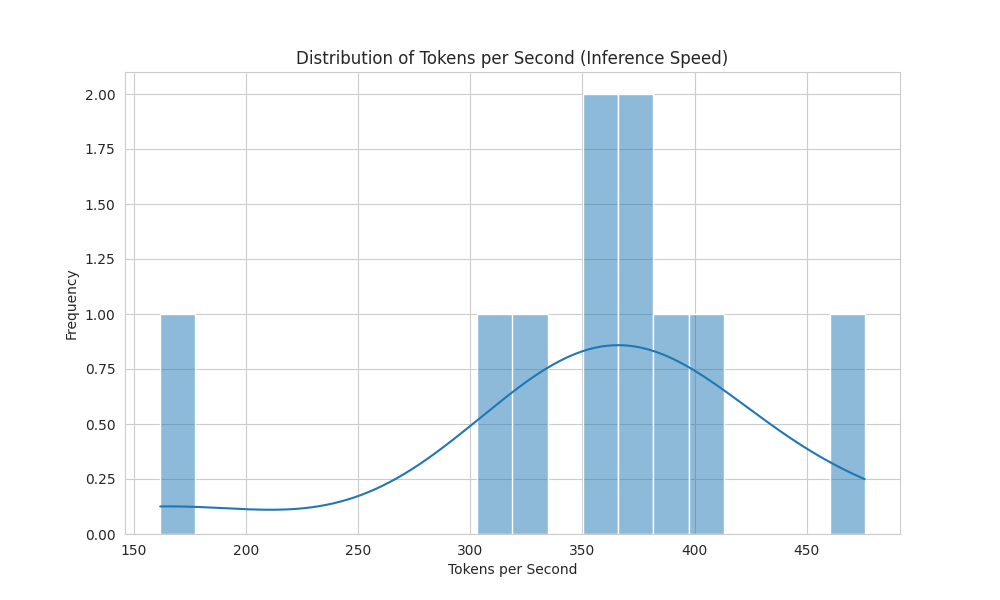 Distribution of Tokens per Second (Inference Speed)
2.00
1.75
1.50
1.25
1.00
0.75
0.50
0.25
0.00
Frequency
150 200 250 300 350 400 450
Tokens per Second